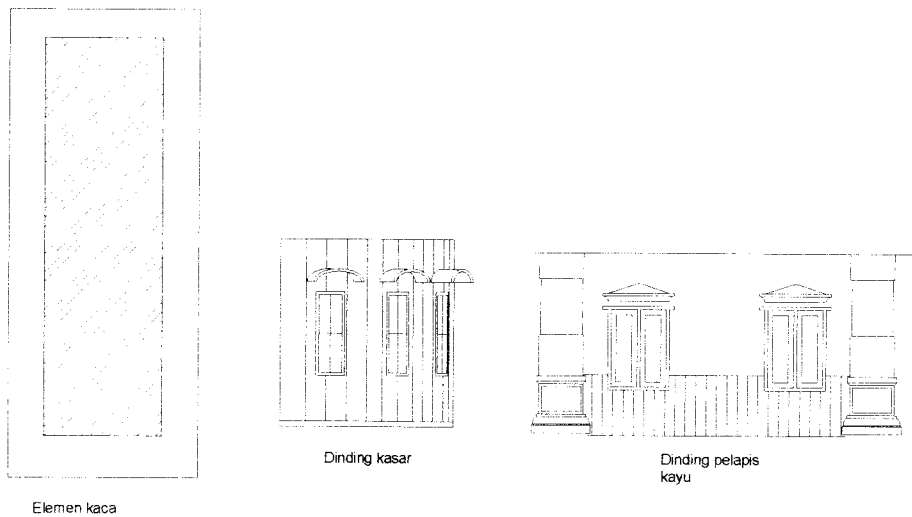 Dinding kasar
Dinding pelapis
kayu
Elemen kaca